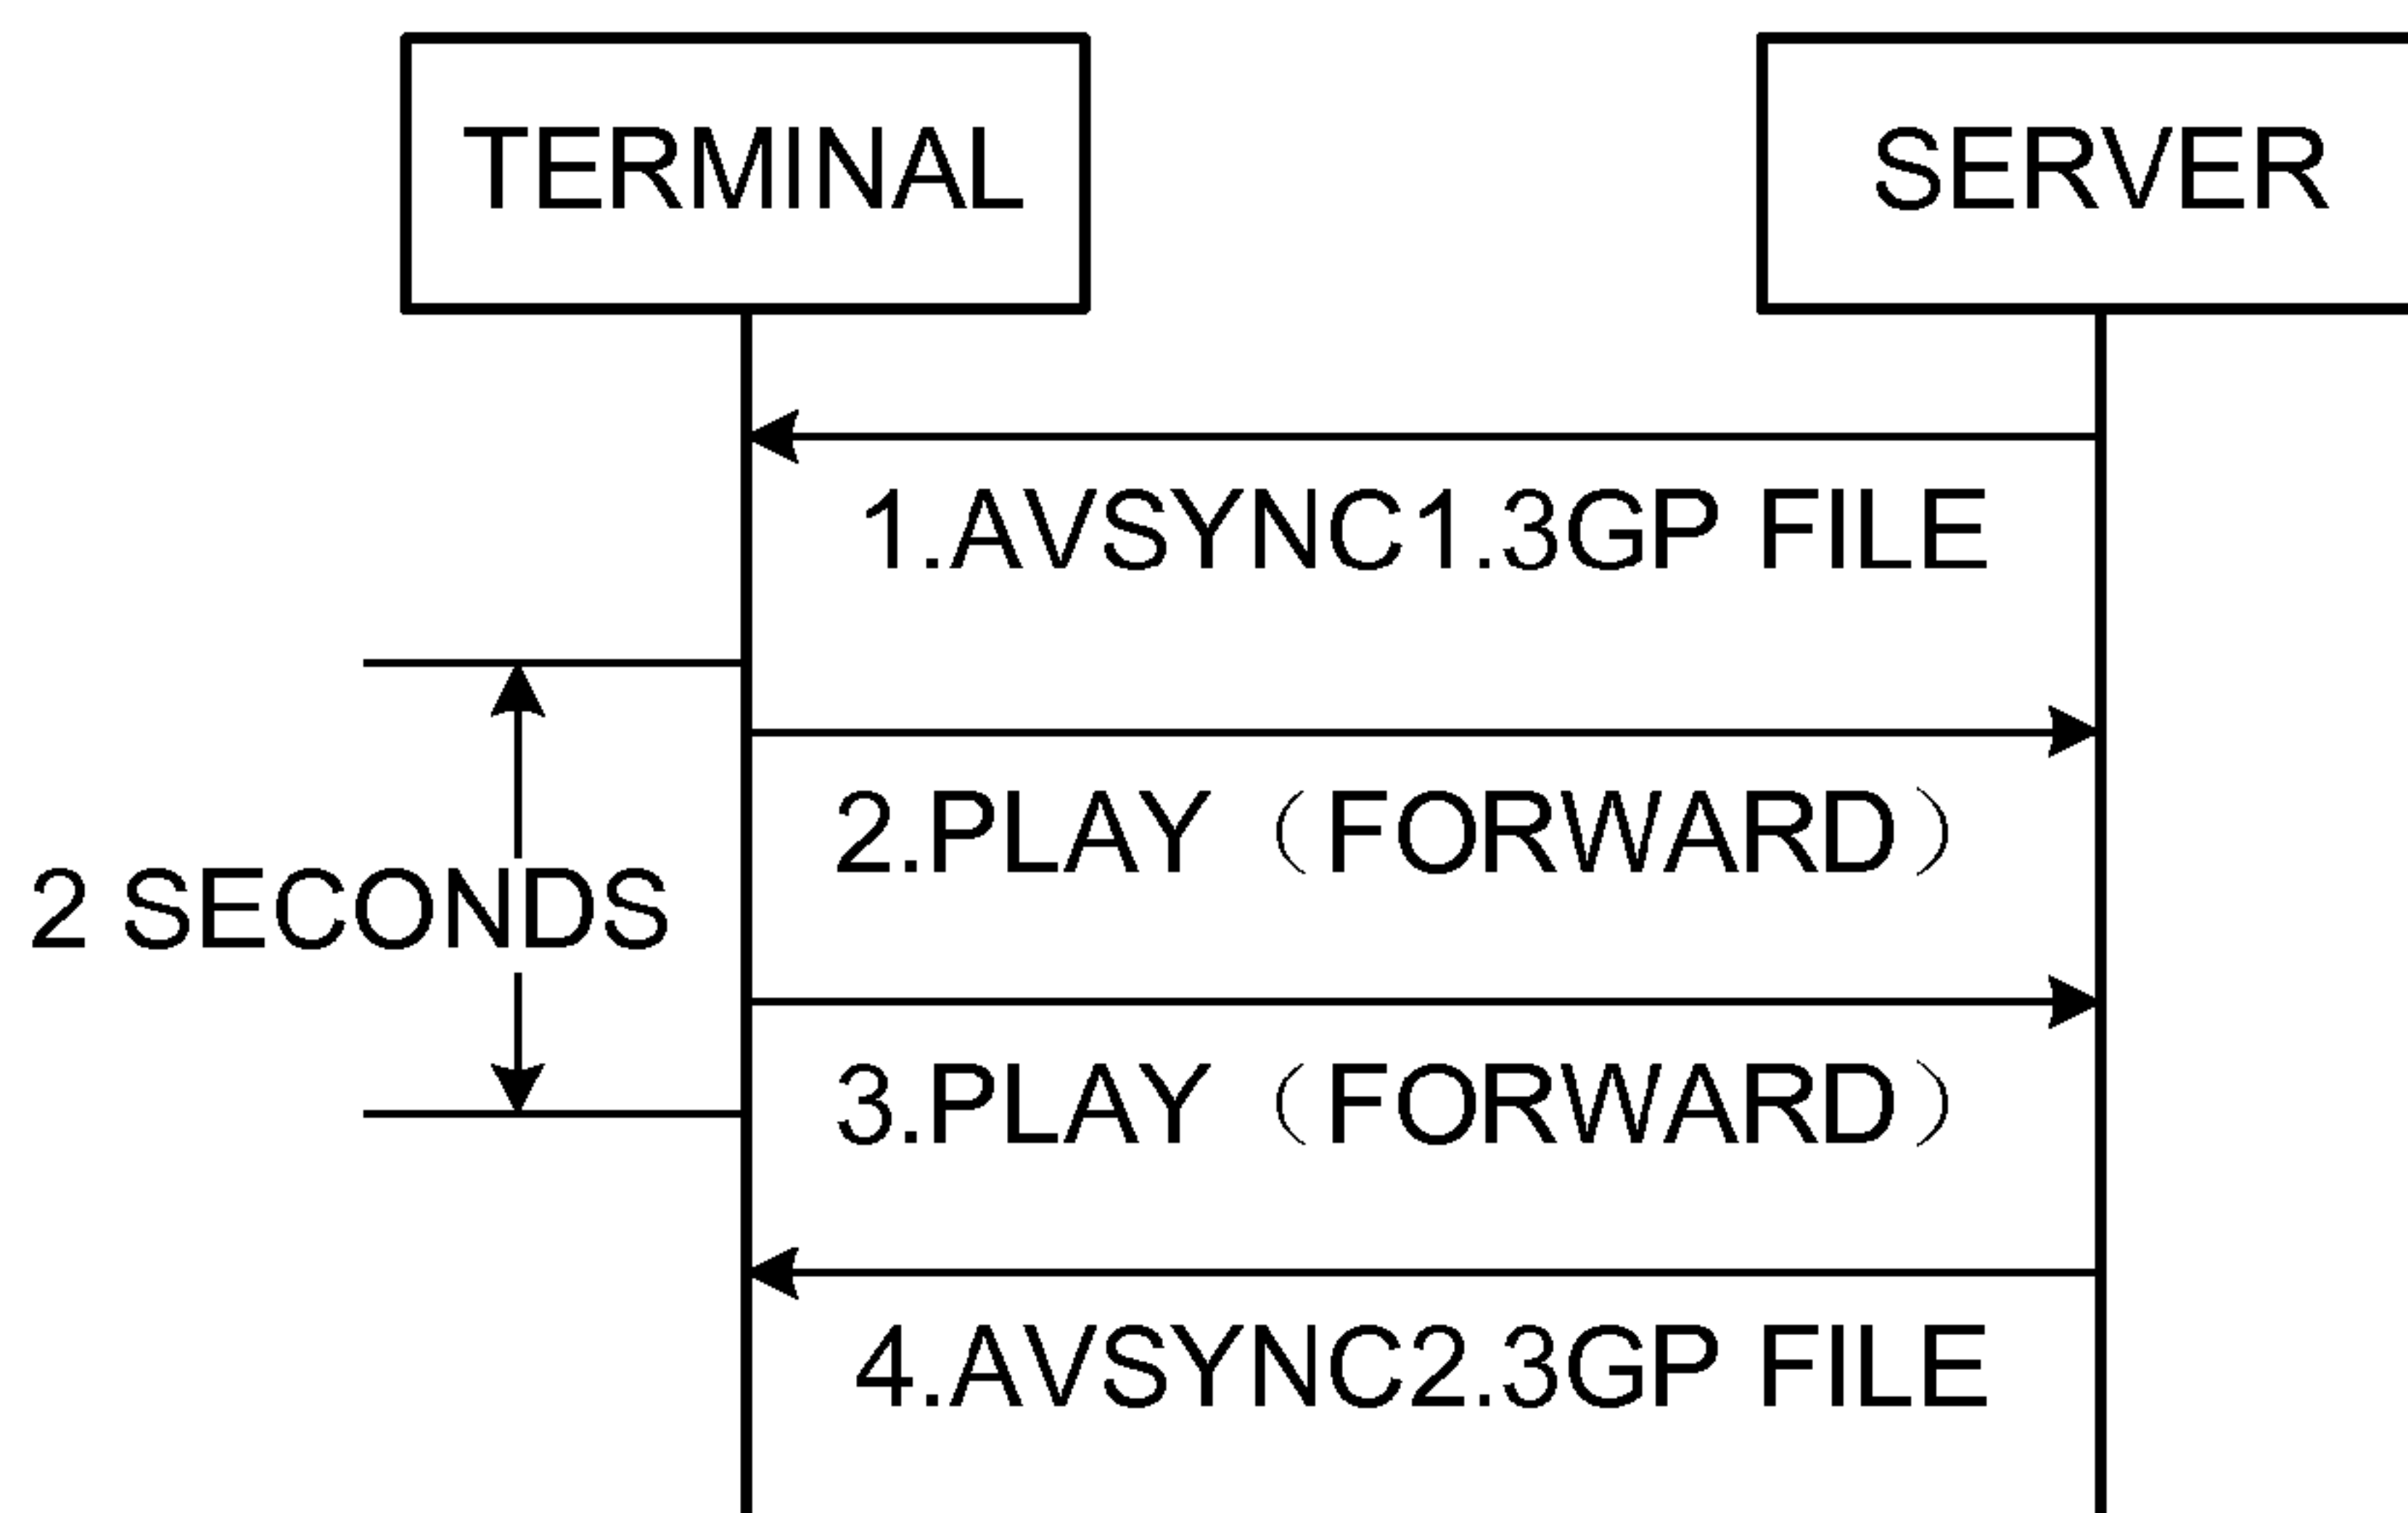 TERMINAL
SERVER
1.AVSYNC1.3GP FILE
2.PLAY（FORWARD）
2 SECONDS
3.PLAY（FORWARD）
4.AVSYNC2.3GP FILE